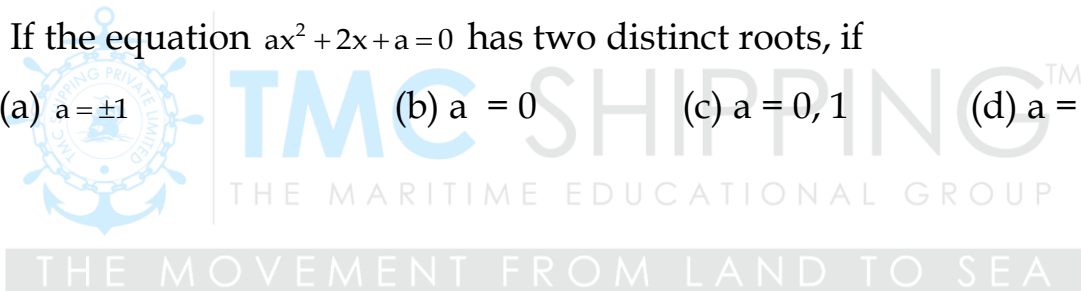 If the equation ax² + 2x + a = 0 has two distinct roots, if
(a) a = ±1 (b) a = 0 (c) a = 0, 1 (d) a =
TMC SHIPPING™
THE MARITIME EDUCATIONAL GROUP
THE MOVEMENT FROM LAND TO SEA